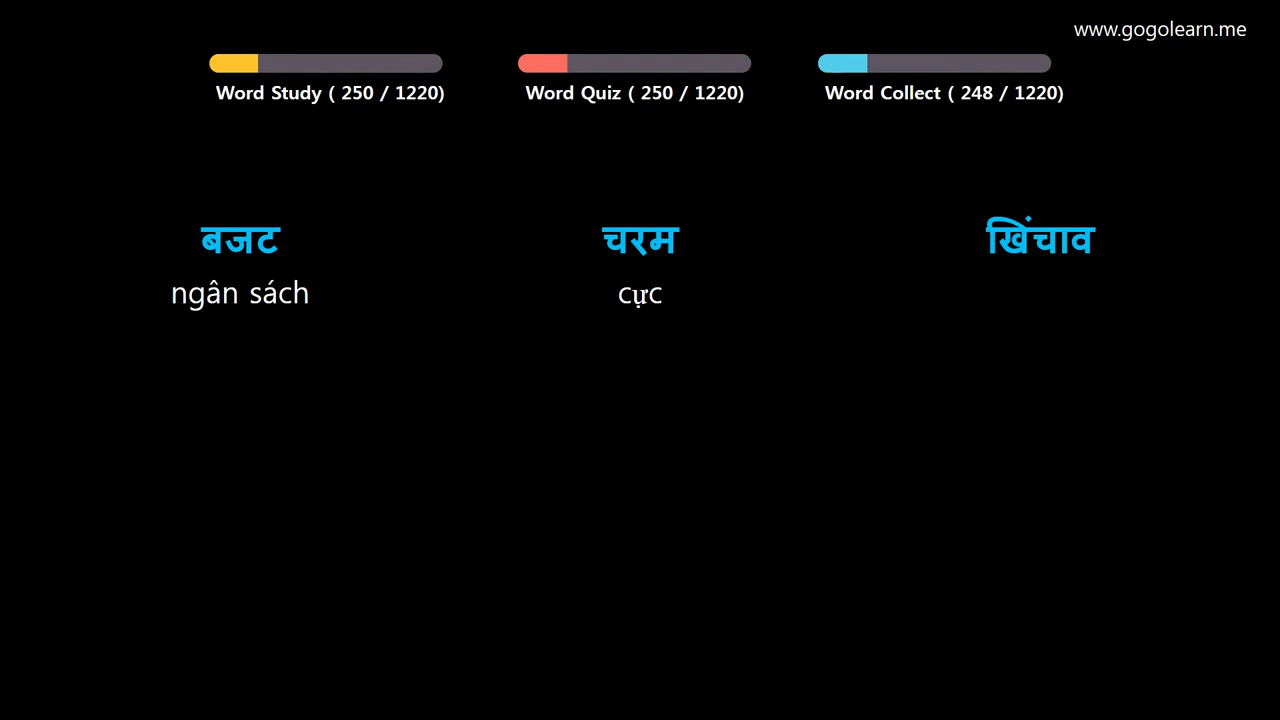 www.gogolearn.me
Word Study ( 250 / 1220) Word Quiz ( 250 / 1220) Word Collect ( 248 / 1220)
बजट चरम खिंचाव
ngân sách cực